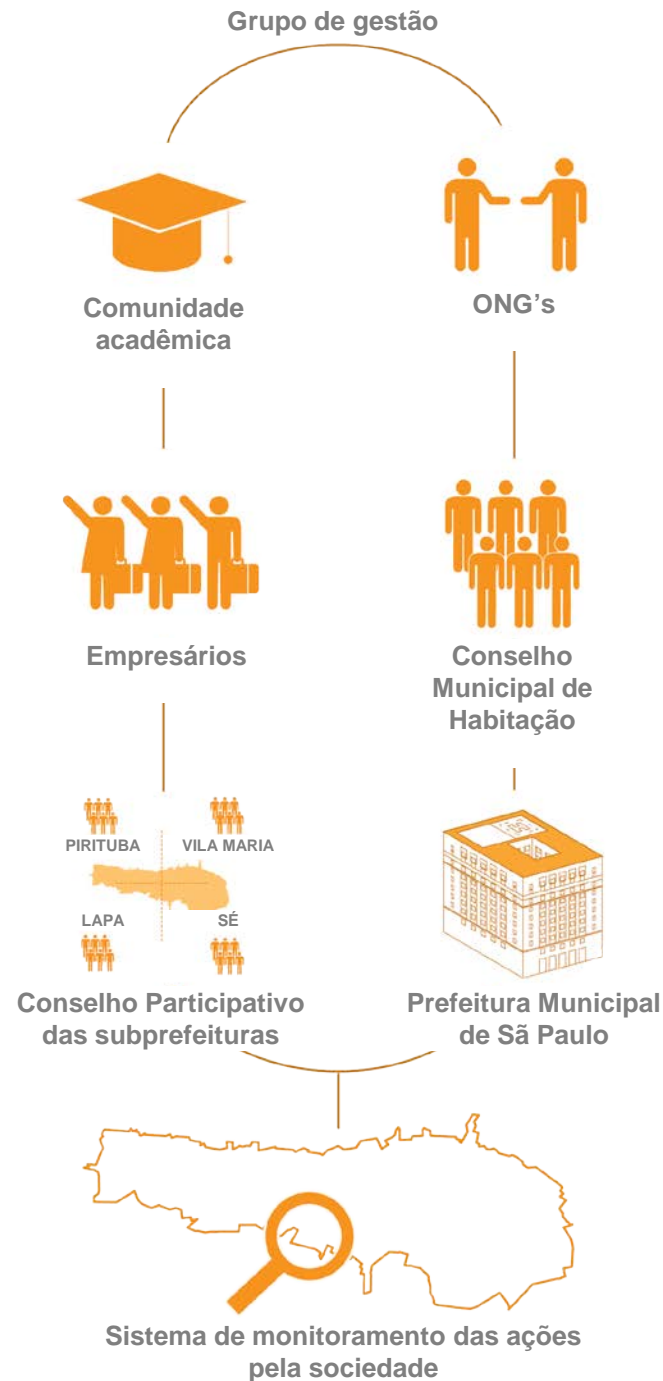 Grupo de gestão
Comunidade
acadêmica
ONG's
Empresários
Conselho
Municipal de
Habitação
PIRITUBA
VILA MARIA
LAPA
SÉ
Conselho Participativo
das subprefeituras
Prefeitura Municipal
de Sã Paulo
Sistema de monitoramento das ações
pela sociedade